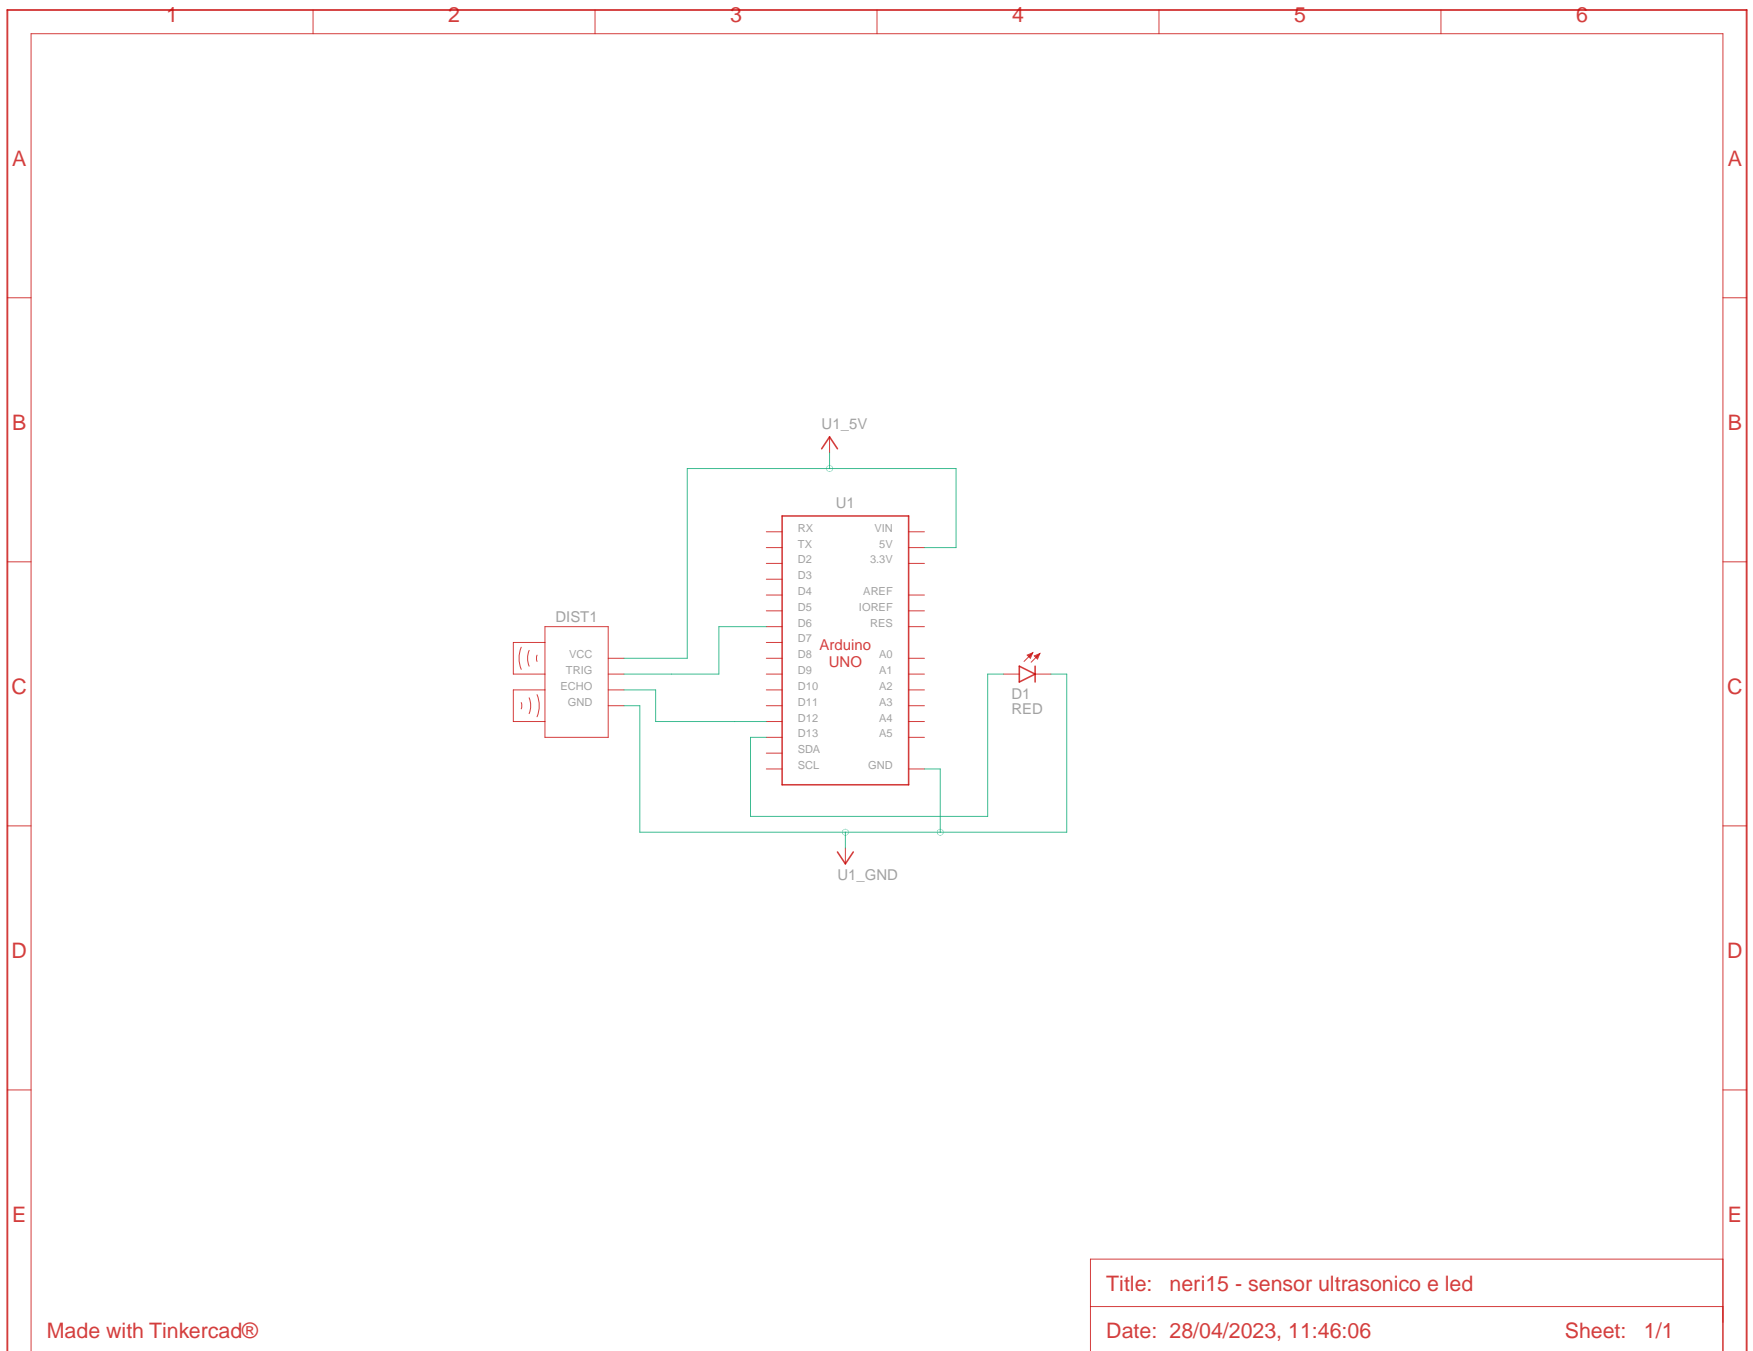 1 2 3 4 5 6
A A
B B
U1_5V
U1
RX VIN
TX 5V
D2 3.3V
D3
D4 AREF
D5 IOREF
D6 RES
D7
Arduino
UNO
D8 A0
D9 A1
D10 A2
D11 A3
D12 A4
D13 A5
SDA
SCL GND
DIST1
VCC
TRIG
ECHO
GND
C C
D1
RED
U1_GND
D D
E E
Title: neri15 - sensor ultrasonico e led
Made with Tinkercad®
Date: 28/04/2023, 11:46:06 Sheet: 1/1